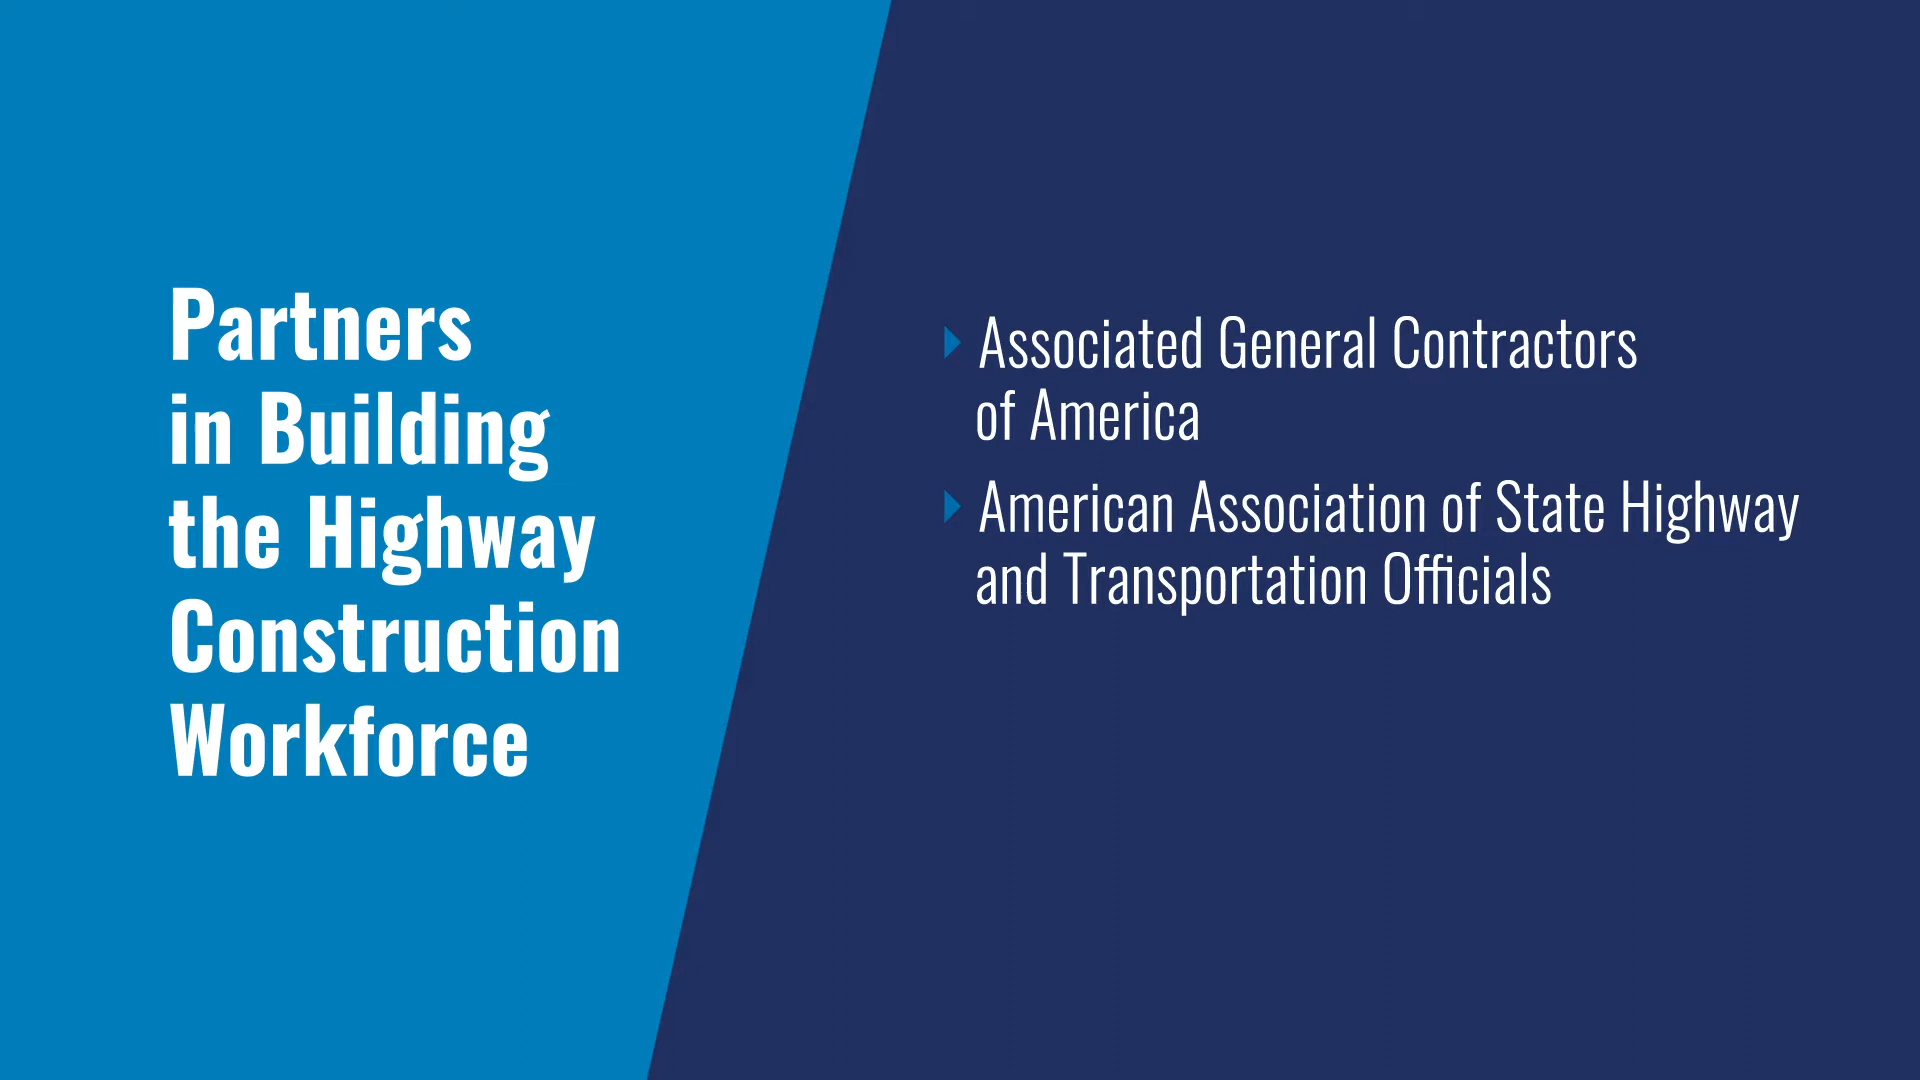 Partners
in Building
the Highway
Construction
Workforce
Associated General Contractors
of America
American Association of State Highway
and Transportation Officials